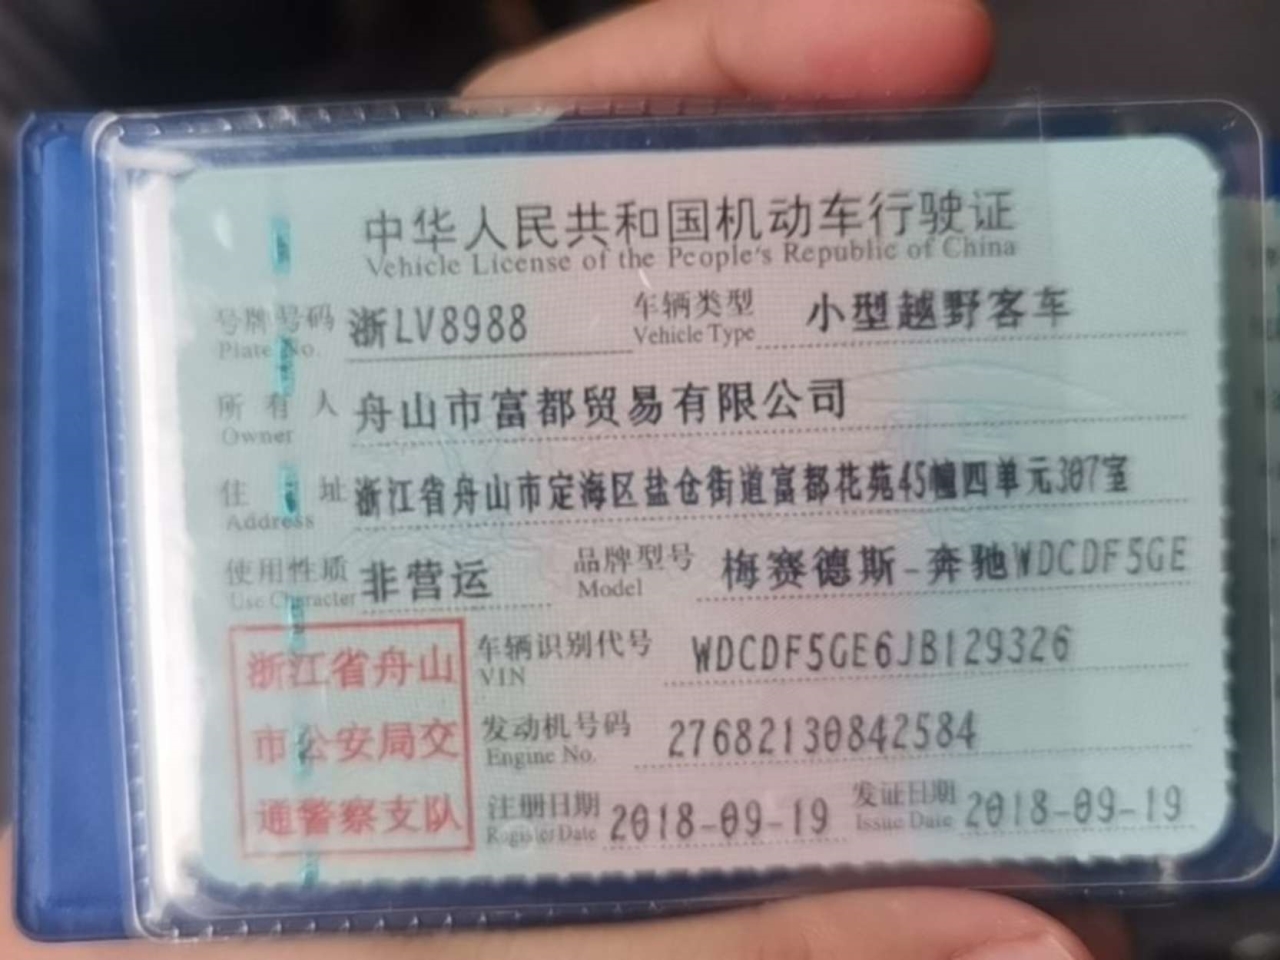 中华人民共和国机动车行驶证
Vehicle License of the People's Republic of China
号牌号码 浙LV8988 车辆类型 小型越野客车
Plate No. Vehicle Type
所有人 舟山市富都贸易有限公司
Owner
住址 浙江省舟山市定海区盐仓街道富都花苑45幢四单元307室
Address
使用性质 非营运 品牌型号 梅赛德斯-奔驰WDCDF5GE
Use Character Model
浙江省舟山 车辆识别代号 WDCDF5GE6JB129326
VIN
市公安局交 发动机号码 27682130842584
Engine No.
通警察支队 注册日期 2018-09-19 发证日期 2018-09-19
Register Date Issue Date